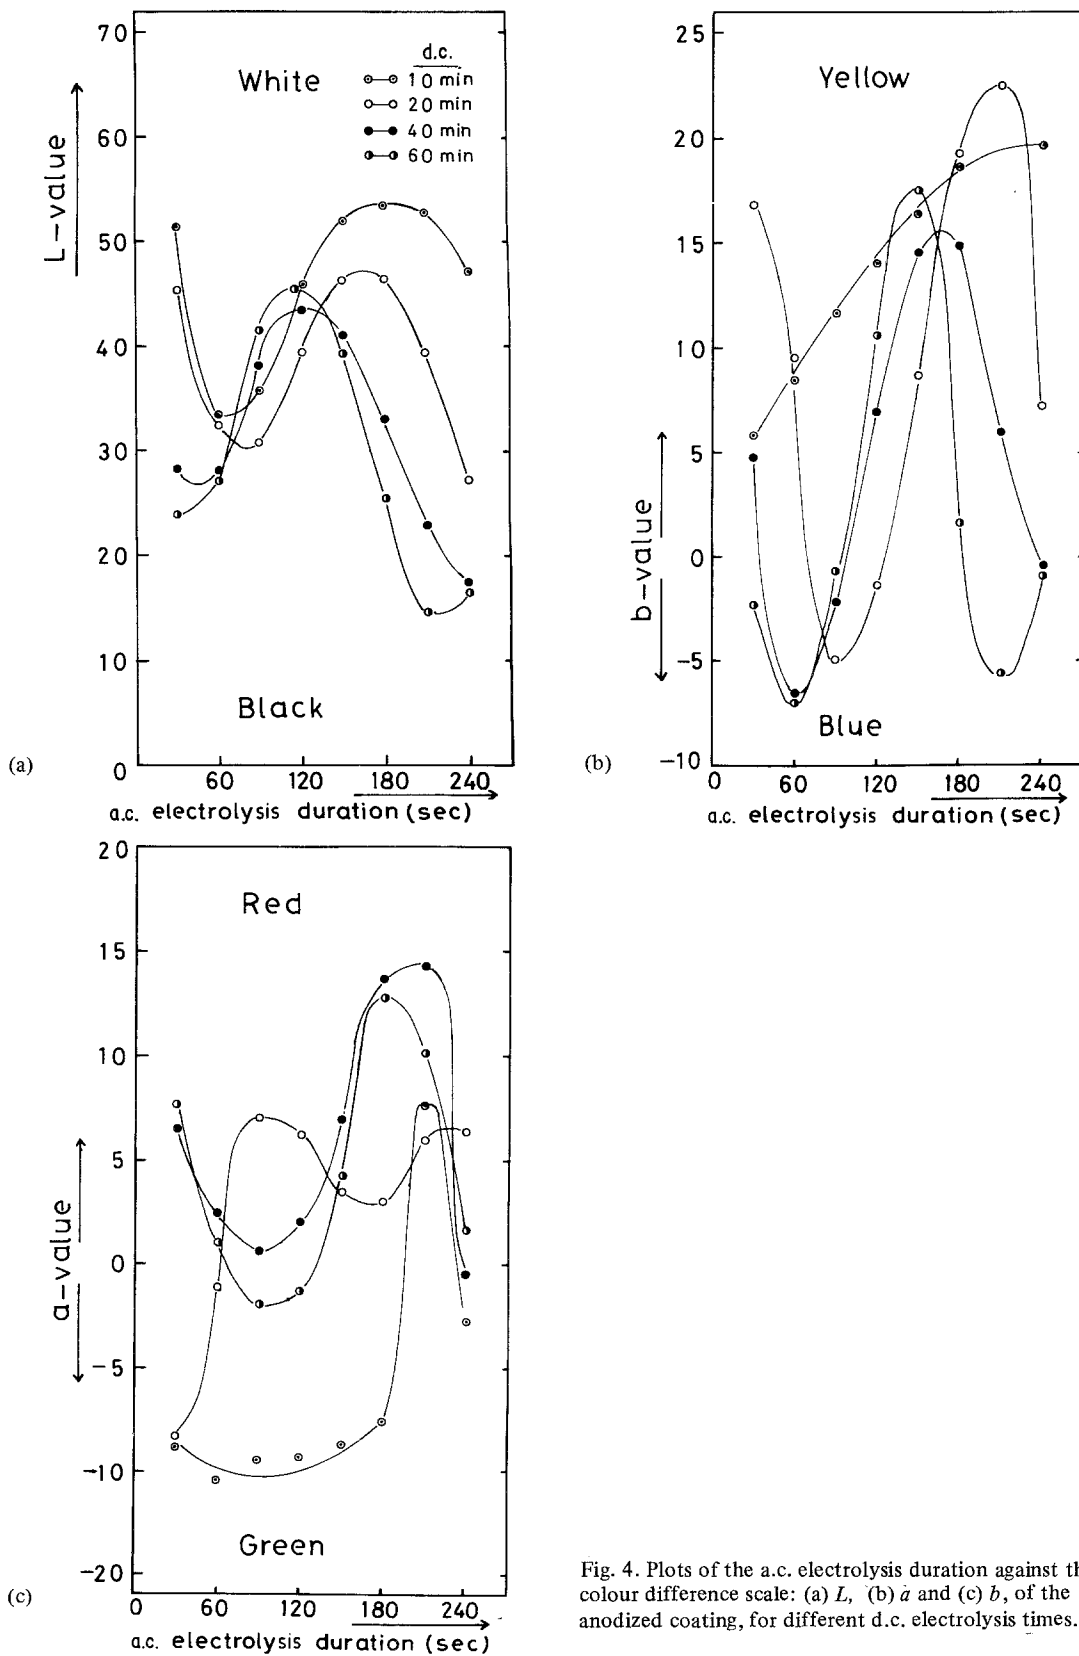 70
60
50
40
30
20
10
0
L-value
White
d.c.
10 min
20 min
40 min
60 min
Black
(a)
60 120 180 240
a.c. electrolysis duration (sec)
25
20
15
10
5
0
-5
-10
b-value
Yellow
Blue
(b)
0 60 120 180 240
a.c. electrolysis duration (sec)
20
15
10
5
0
-5
-10
-15
-20
a-value
Red
Green
(c)
0 60 120 180 240
a.c. electrolysis duration (sec)
Fig. 4. Plots of the a.c. electrolysis duration against th
colour difference scale: (a) L, (b) a and (c) b, of the
anodized coating, for different d.c. electrolysis times.